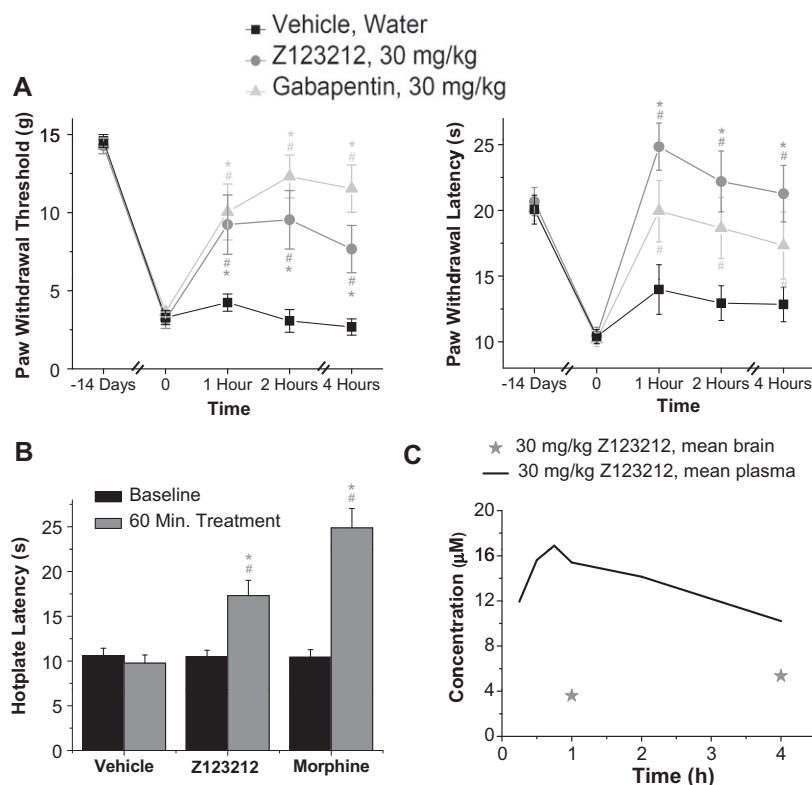 Vehicle, Water
Z123212, 30 mg/kg
Gabapentin, 30 mg/kg
A
Paw Withdrawal Threshold (g)
15
10
5
0
* # * # * #
# * # * # *
-14 Days 0 1 Hour 2 Hours 4 Hours
Time
Paw Withdrawal Latency (s)
25
20
15
10
* # * # * #
# # #
-14 Days 0 1 Hour 2 Hours 4 Hours
Time
B
Baseline
60 Min. Treatment
Hotplate Latency (s)
25
20
15
10
5
0
* # * #
Vehicle Z123212 Morphine
C
30 mg/kg Z123212, mean brain
30 mg/kg Z123212, mean plasma
Concentration (μM)
20
16
12
8
4
0
0 1 2 3 4
Time (h)